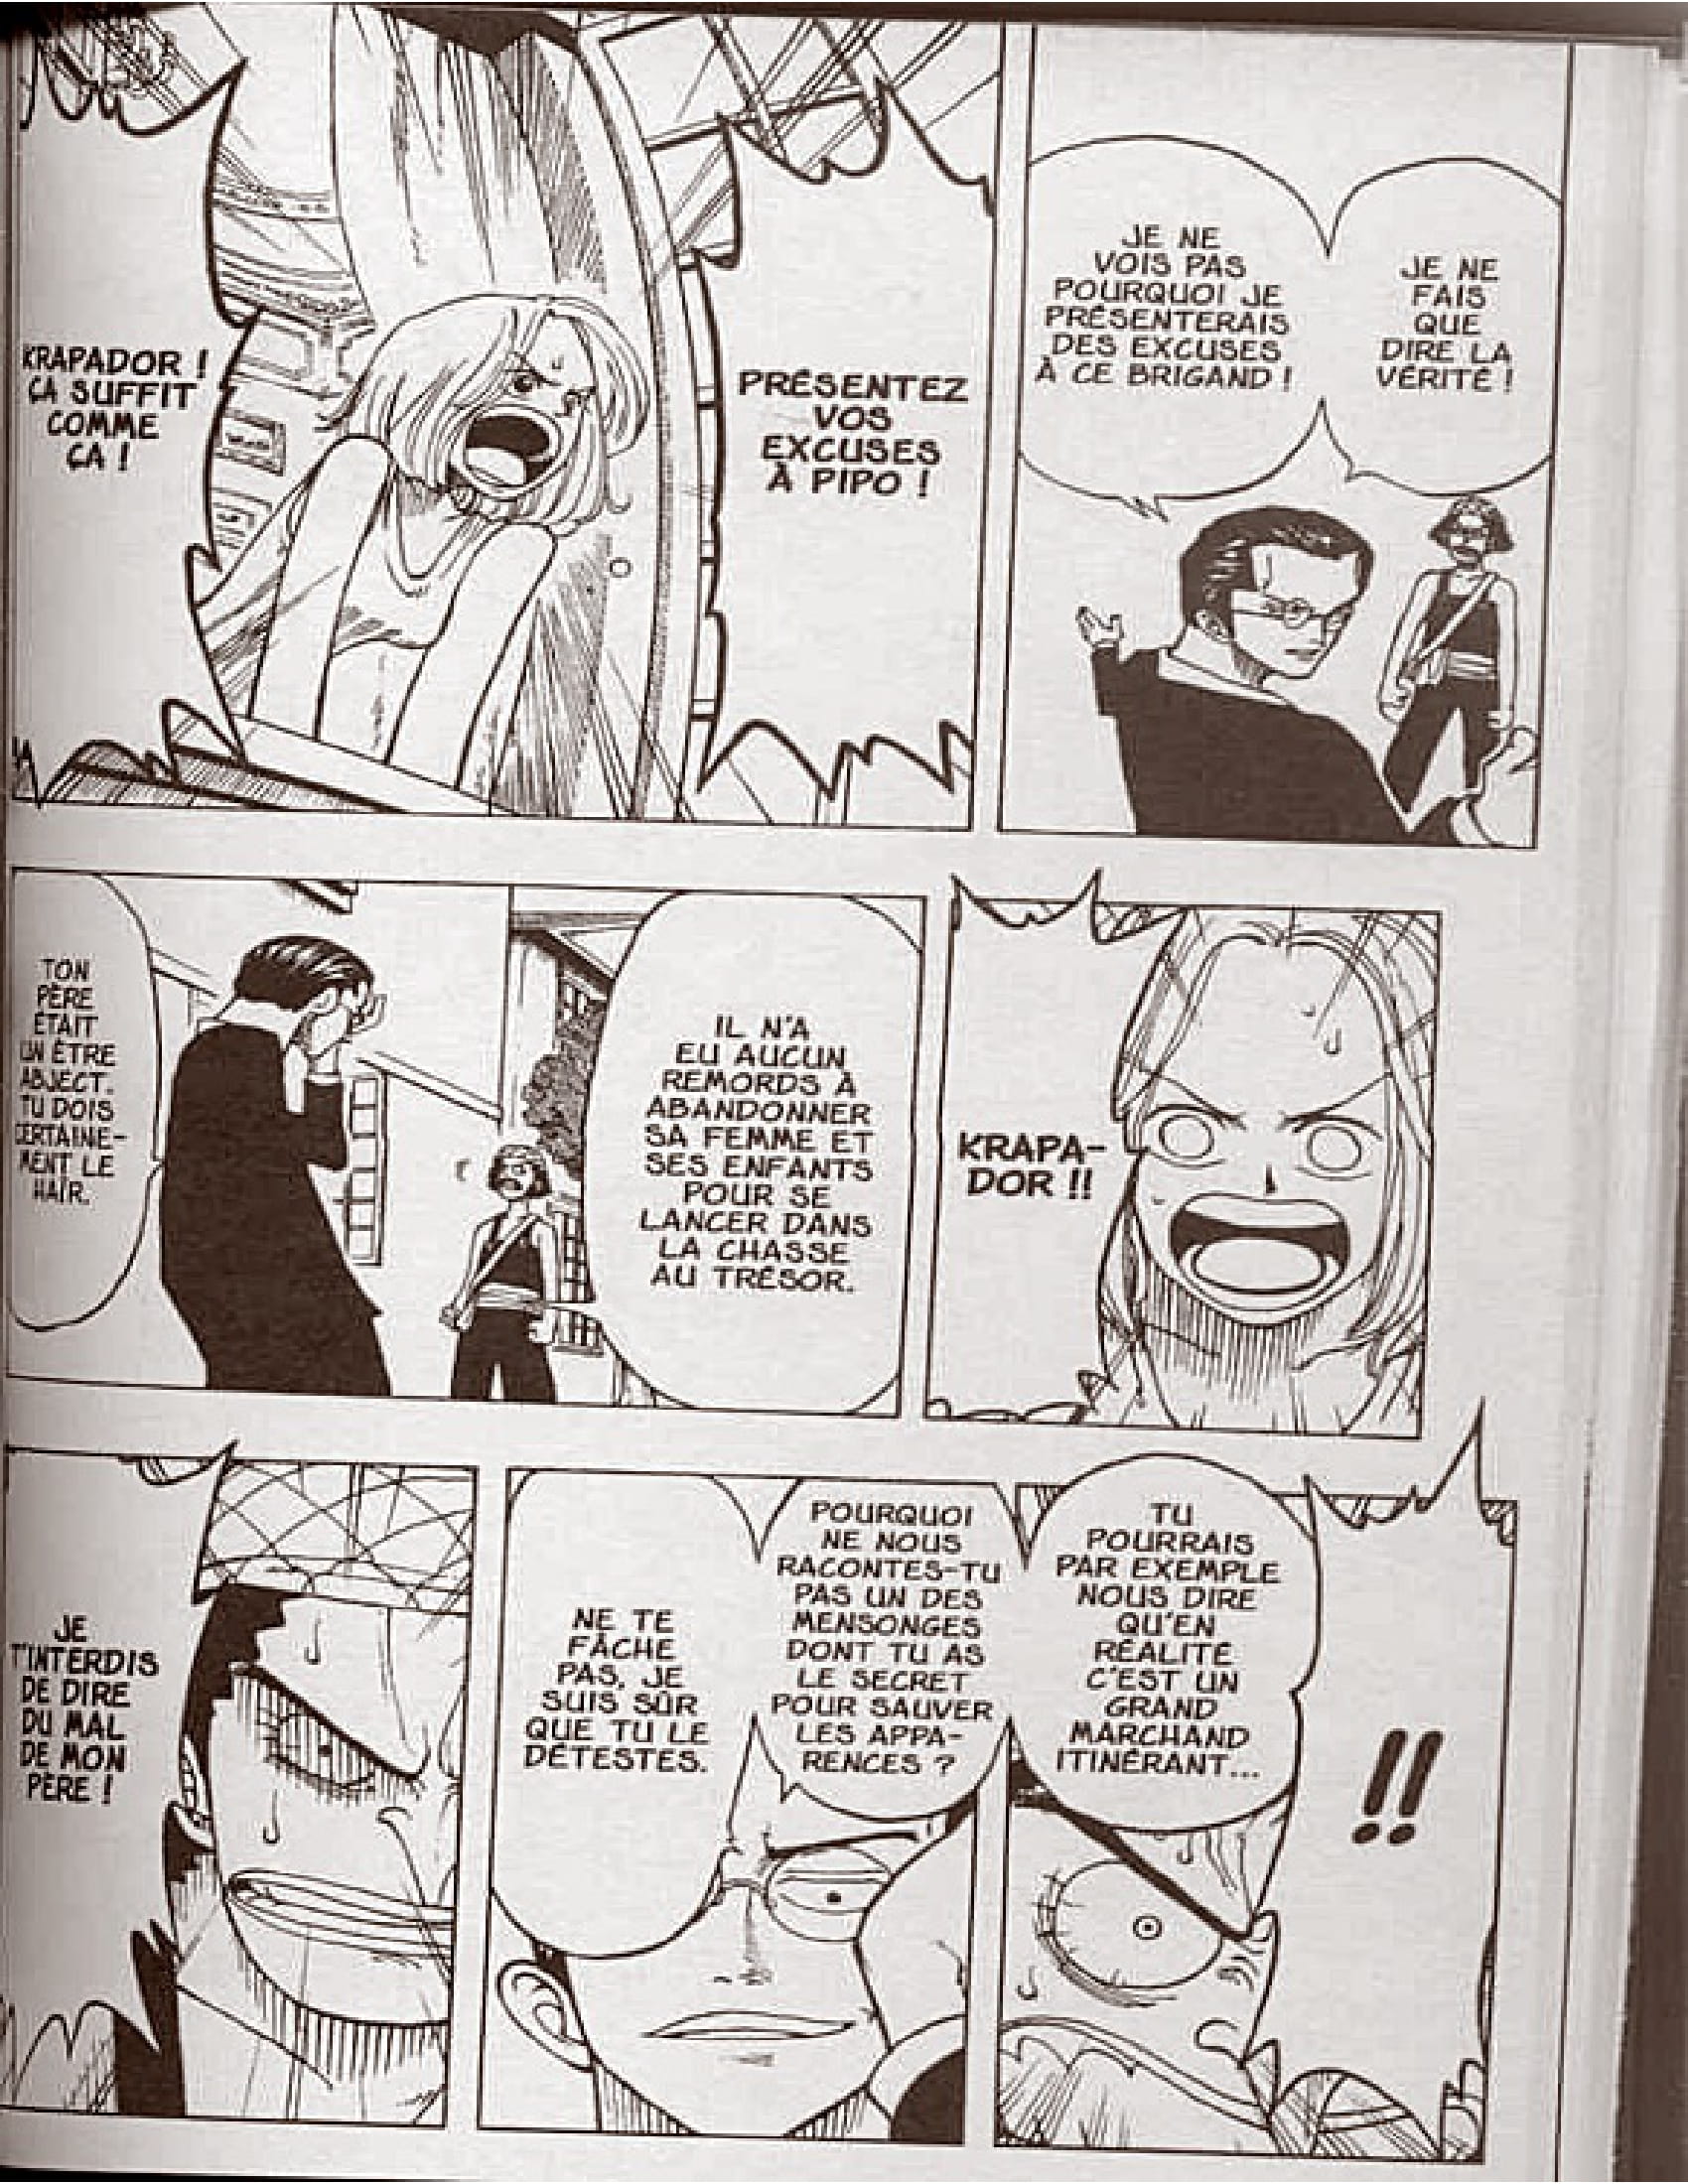 JE NE
FAIS
QUE
DIRE LA
VÉRITÉ !
JE NE
VOIS PAS
POURQUOI JE
PRÉSENTERAIS
DES EXCUSES
À CE BRIGAND !
PRÉSENTEZ
VOS
EXCUSES
À PIPO !
KRAPADOR !
ÇA SUFFIT
COMME
ÇA !
KRAPA-
DOR !!
IL N'A
EU AUCUN
REMORDS À
ABANDONNER
SA FEMME ET
SES ENFANTS
POUR SE
LANCER DANS
LA CHASSE
AU TRÉSOR.
TON
PÈRE
ÉTAIT
UN ÊTRE
ABJECT.
TU DOIS
CERTAINE-
MENT LE
HAÏR.
!!
TU
POURRAIS
PAR EXEMPLE
NOUS DIRE
QU'EN
RÉALITÉ
C'EST UN
GRAND
MARCHAND
ITINÉRANT...
POURQUOI
NE NOUS
RACONTES-TU
PAS UN DES
MENSONGES
DONT TU AS
LE SECRET
POUR SAUVER
LES APPA-
RENCES ?
NE TE
FÂCHE
PAS, JE
SUIS SÛR
QUE TU LE
DÉTESTES.
JE
T'INTERDIS
DE DIRE
DU MAL
DE MON
PÈRE !